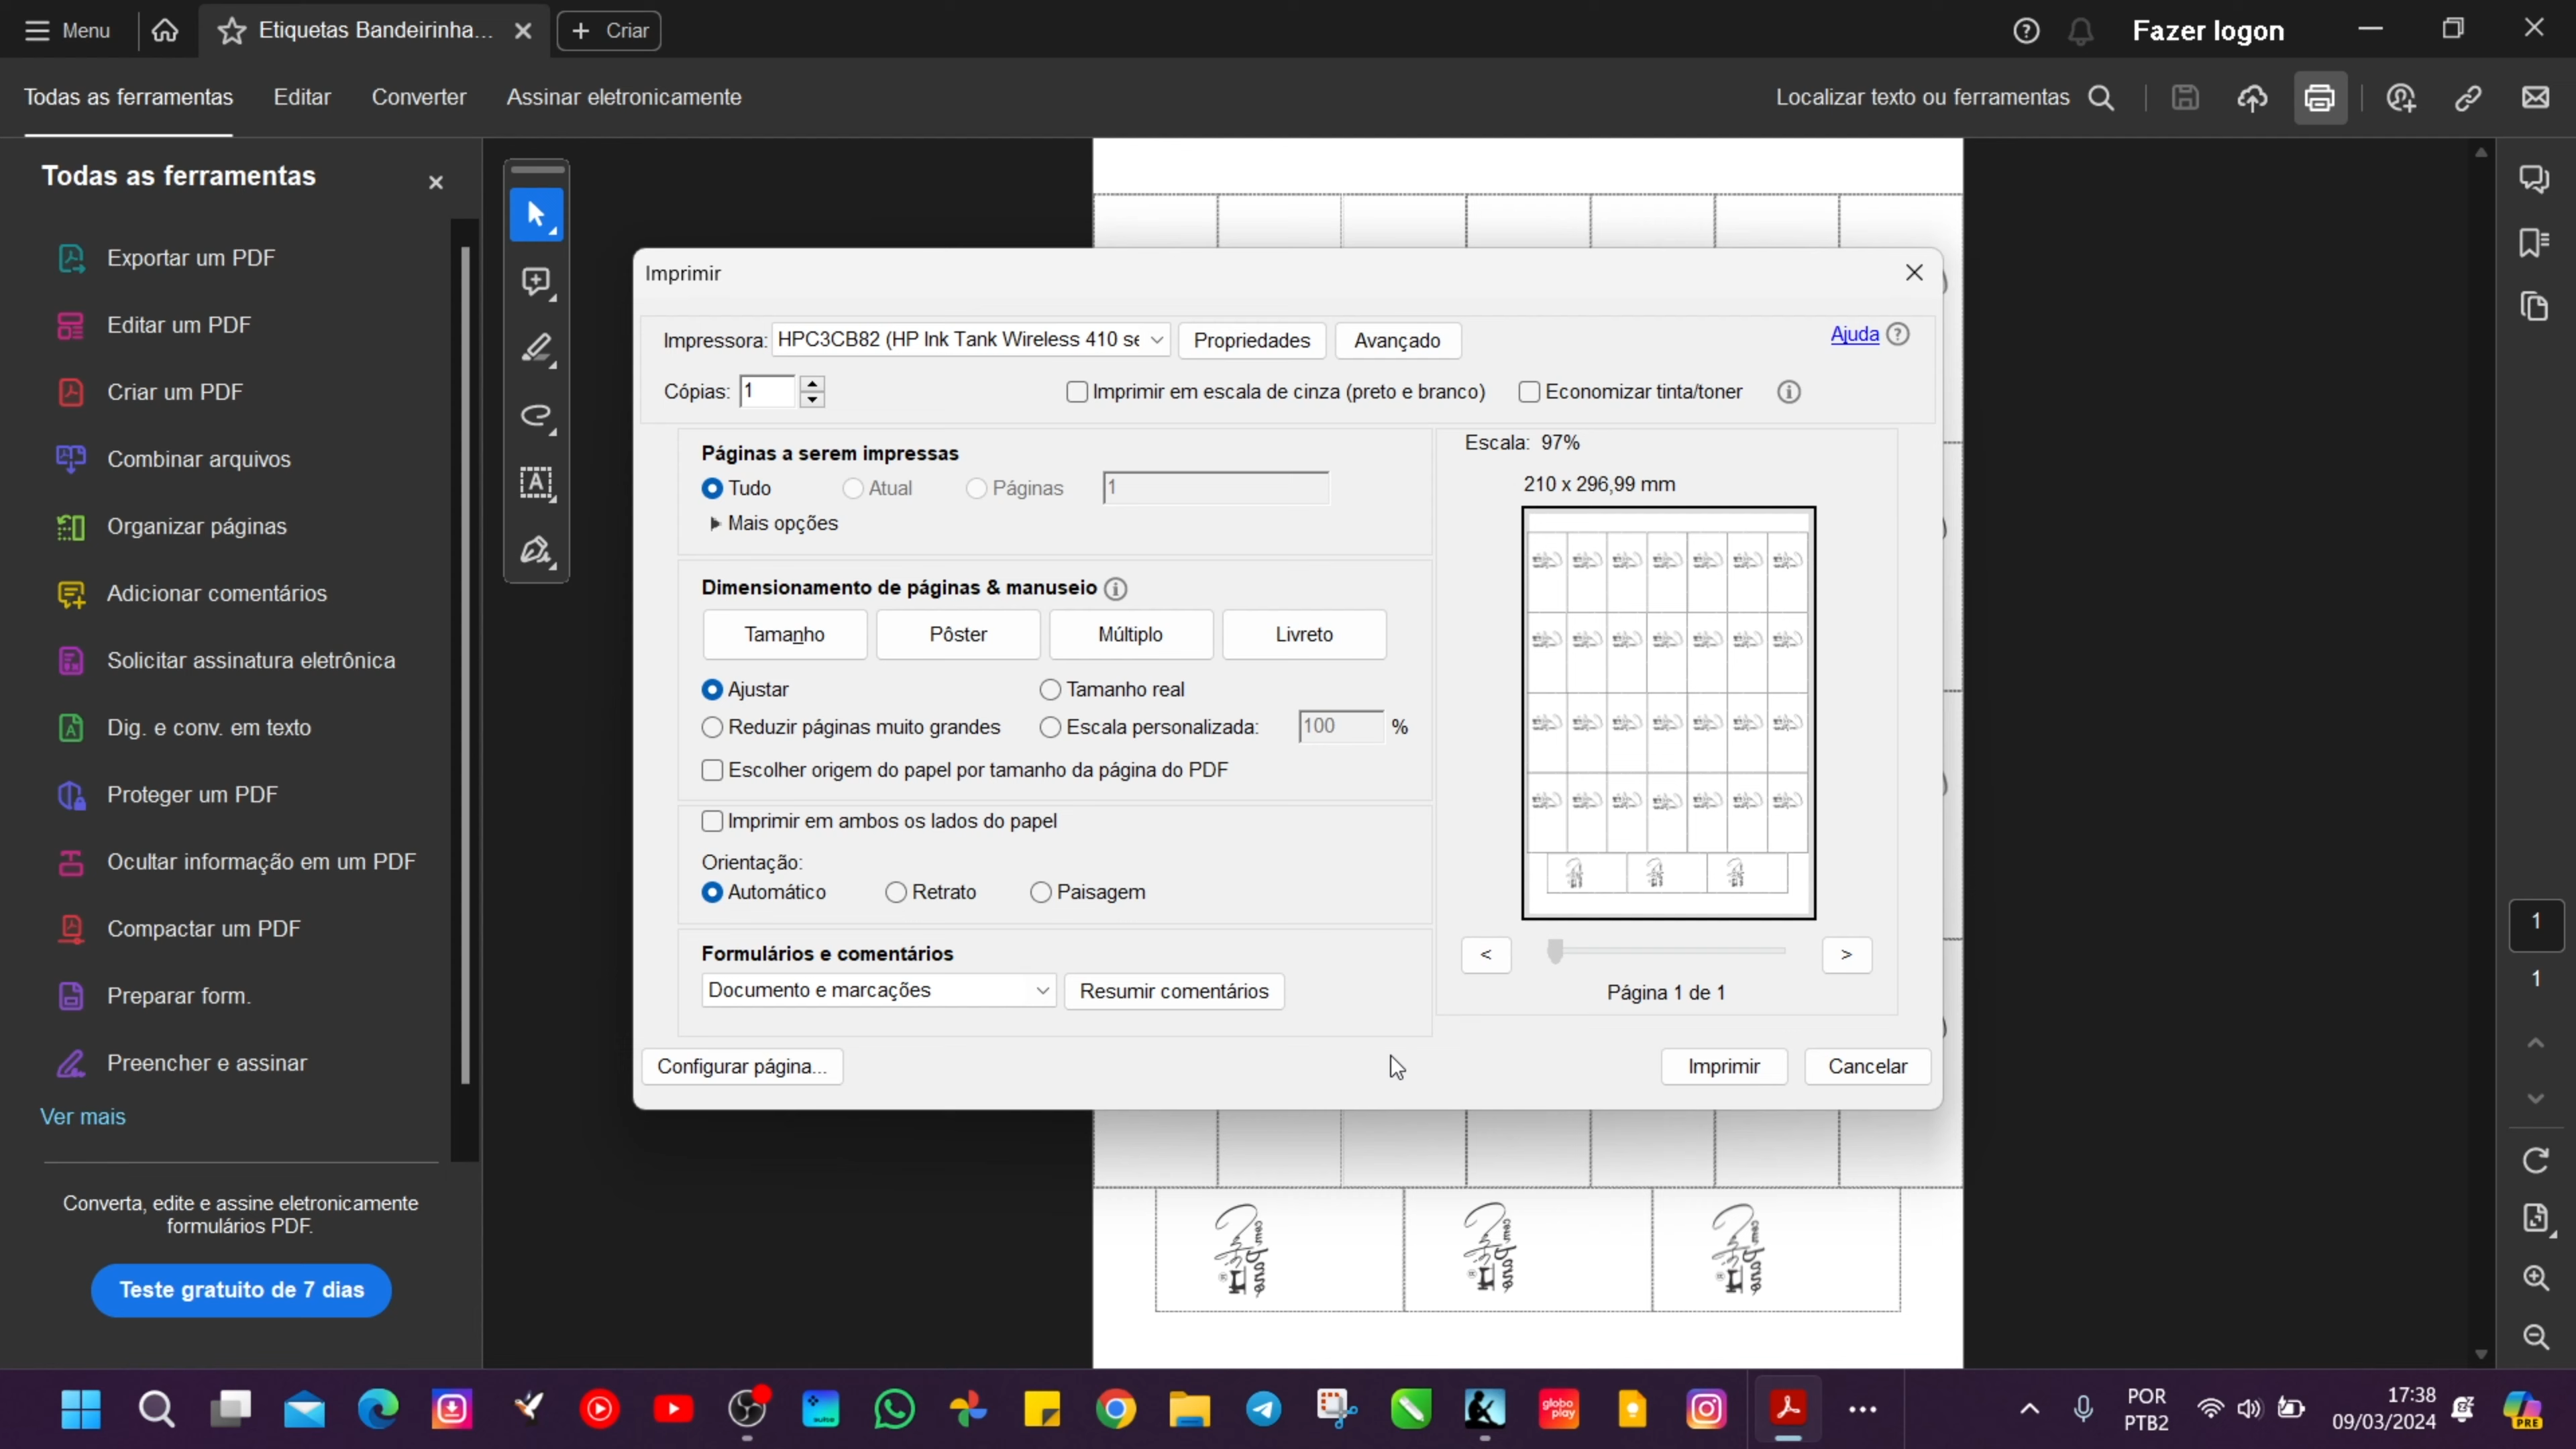 Menu
Etiquetas Bandeirinha...
Criar
Fazer logon
Todas as ferramentas
Editar
Converter
Assinar eletronicamente
Localizar texto ou ferramentas
Todas as ferramentas
Exportar um PDF
Editar um PDF
Criar um PDF
Combinar arquivos
Organizar páginas
Adicionar comentários
Solicitar assinatura eletrônica
Dig. e conv. em texto
Proteger um PDF
Ocultar informação em um PDF
Compactar um PDF
Preparar form.
Preencher e assinar
Ver mais
Converta, edite e assine eletronicamente
formulários PDF.
Teste gratuito de 7 dias
Imprimir
Impressora: HPC3CB82 (HP Ink Tank Wireless 410 se
Propriedades
Avançado
Ajuda
Cópias: 1
Imprimir em escala de cinza (preto e branco)
Economizar tinta/toner
Páginas a serem impressas
Tudo
Atual
Páginas
1
Mais opções
Dimensionamento de páginas & manuseio
Tamanho
Pôster
Múltiplo
Livreto
Ajustar
Tamanho real
Reduzir páginas muito grandes
Escala personalizada: 100 %
Escolher origem do papel por tamanho da página do PDF
Imprimir em ambos os lados do papel
Orientação:
Automático
Retrato
Paisagem
Formulários e comentários
Documento e marcações
Resumir comentários
Escala: 97%
210 x 296,99 mm
<
>
Página 1 de 1
Configurar página...
Imprimir
Cancelar
1
1
globo
play
POR
PTB2
17:38
09/03/2024
PRE